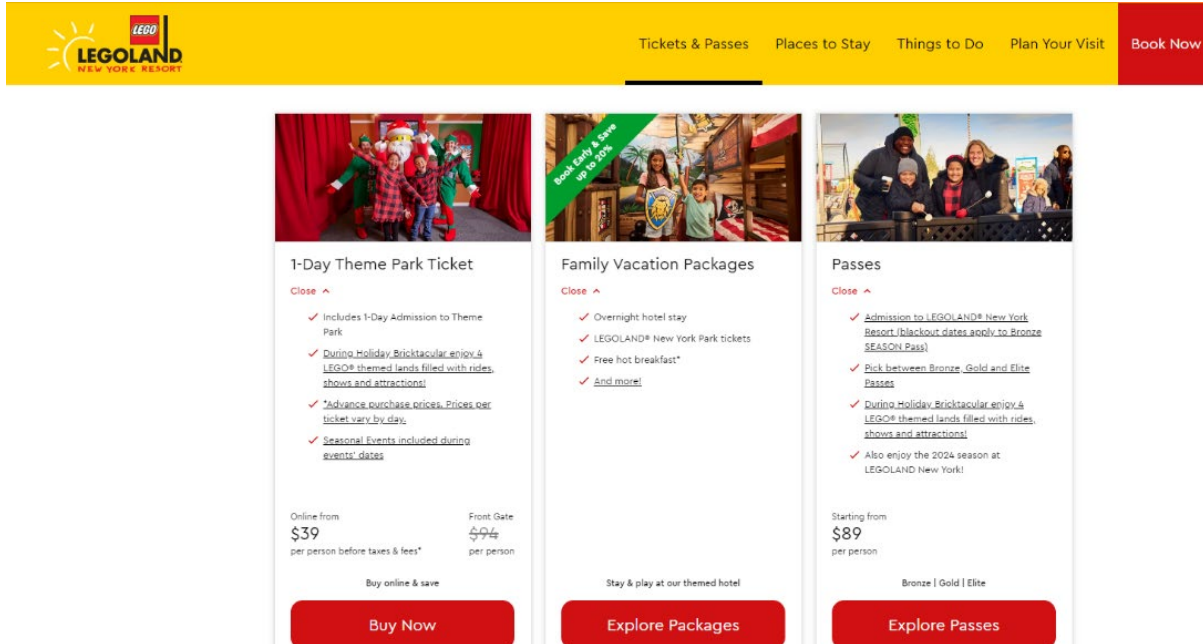 LEGO
LEGOLAND
NEW YORK RESORT
Tickets & Passes
Places to Stay
Things to Do
Plan Your Visit
Book Now
1-Day Theme Park Ticket
Close
Includes 1-Day Admission to Theme
Park
During Holiday Bricktacular enjoy 4
LEGO® themed lands filled with rides,
shows and attractions!
*Advance purchase prices. Prices per
ticket vary by day.
Seasonal Events included during
events' dates
Online from
$39
per person before taxes & fees*
Front Gate
$94
per person
Buy online & save
Buy Now
Book Early & Save
up to 20%
Family Vacation Packages
Close
Overnight hotel stay
LEGOLAND® New York Park tickets
Free hot breakfast*
And more!
Stay & play at our themed hotel
Explore Packages
Passes
Close
Admission to LEGOLAND® New York
Resort (blackout dates apply to Bronze
SEASON Pass)
Pick between Bronze, Gold and Elite
Passes
During Holiday Bricktacular enjoy 4
LEGO® themed lands filled with rides,
shows and attractions!
Also enjoy the 2024 season at
LEGOLAND New York!
Starting from
$89
per person
Bronze | Gold | Elite
Explore Passes